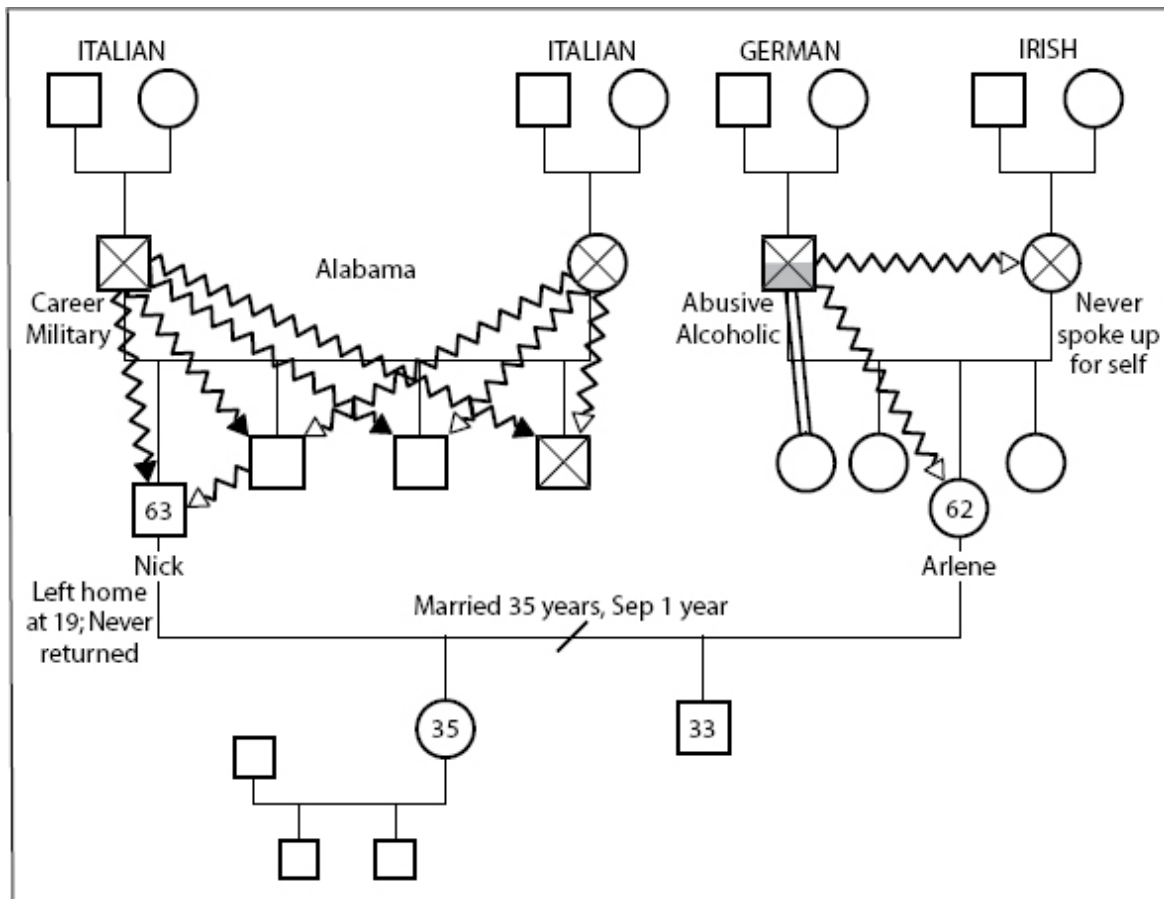 ITALIAN
ITALIAN
GERMAN
IRISH
Alabama
Career
Military
Abusive
Alcoholic
Never
spoke up
for self
63
62
Nick
Arlene
Left home
at 19; Never
returned
Married 35 years, Sep 1 year
35
33